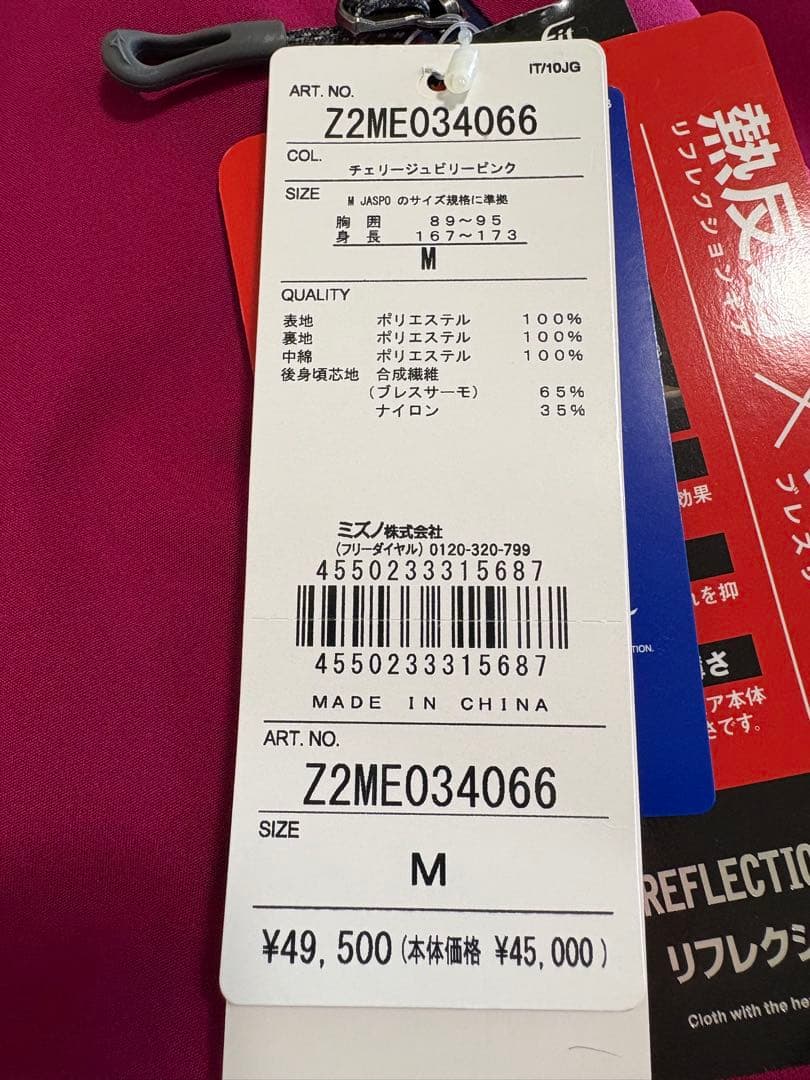 Fit
IT/10JG
ART. NO.
Z2ME034066
COL.
チェリージュビリーピンク
SIZE
M JASPO のサイズ規格に準拠
胸囲 89～95
身長 167～173
M
QUALITY
表地 ポリエステル 100%
裏地 ポリエステル 100%
中綿 ポリエステル 100%
後身頃芯地 合成繊維
(ブレスサーモ) 65%
ナイロン 35%
ミズノ株式会社
(フリーダイヤル) 0120-320-799
4550233315687
4550233315687
MADE IN CHINA
ART. NO.
Z2ME034066
SIZE
M
¥49,500(本体価格 ¥45,000)
熱反
リフレクションギア
×
ブレス
効果
れを抑
さ
ア本体
さです。
TION.
REFLECTIO
リフレクシ
Cloth with the he